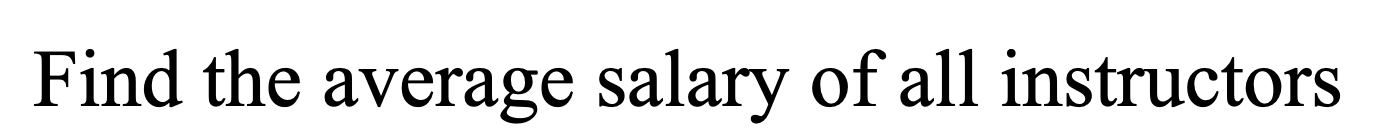 Find the average salary of all instructors